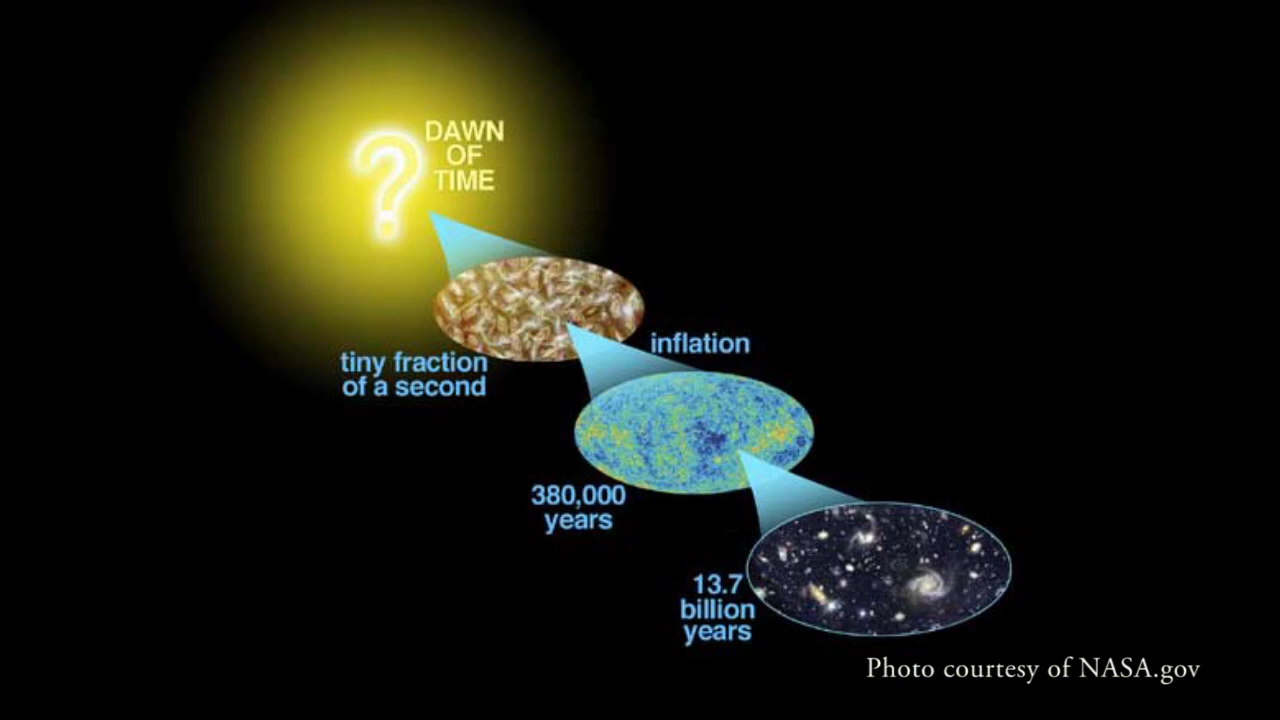 ?
DAWN
OF
TIME
tiny fraction
of a second
inflation
380,000
years
13.7
billion
years
Photo courtesy of NASA.gov